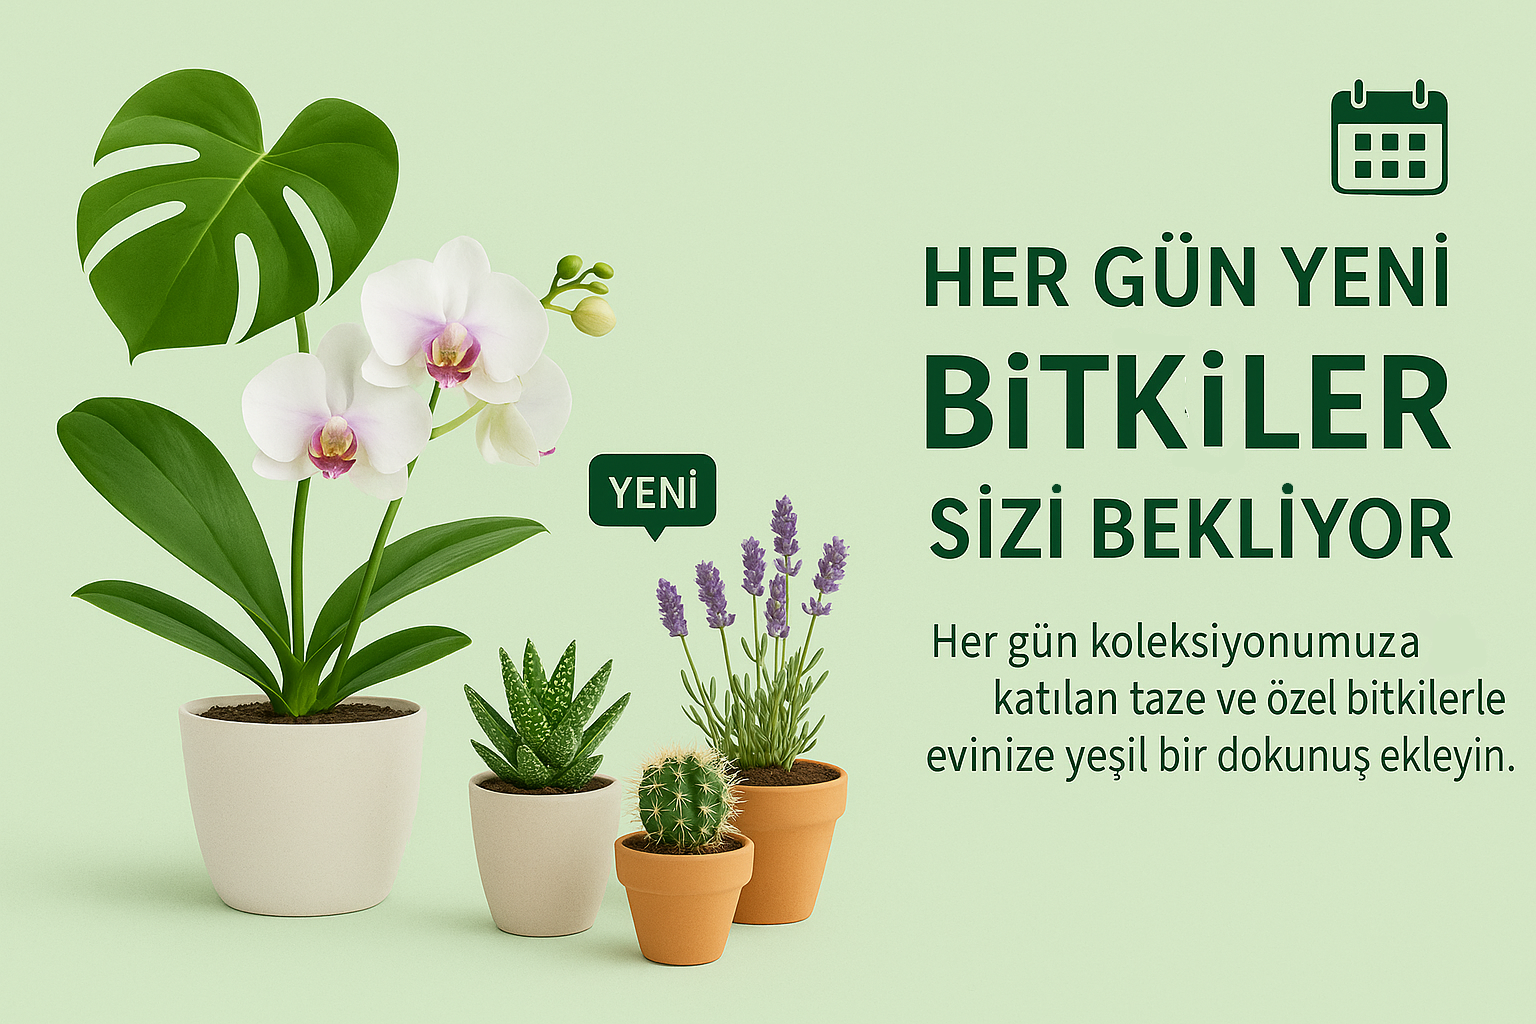 HER GÜN YENİ
BİTKİLER
SİZİ BEKLİYOR
Her gün koleksiyonumuza
katılan taze ve özel bitkilerle
evinize yeşil bir dokunuş ekleyin.
YENİ